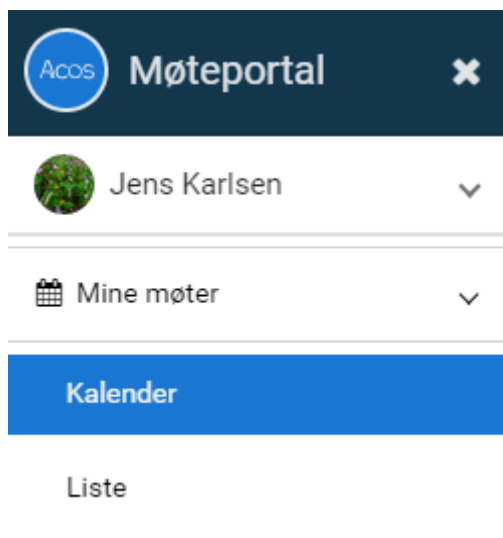 Acos Møteportal
Jens Karlsen
Mine møter
Kalender
Liste